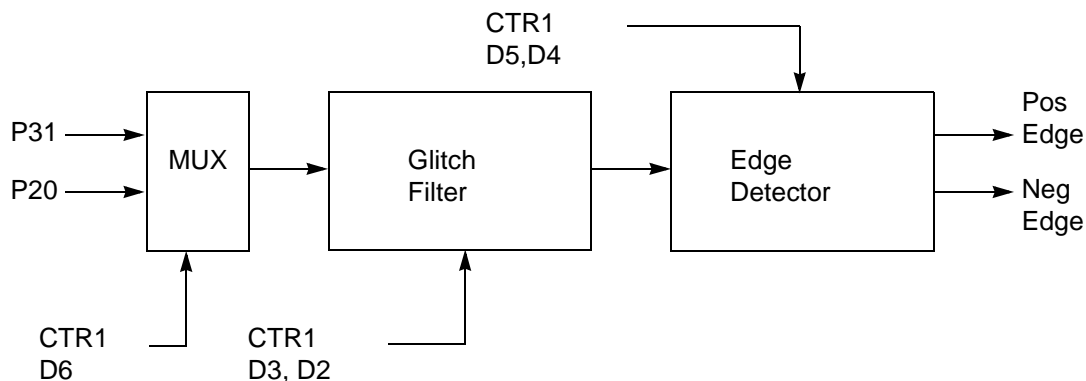 CTR1
D5,D4
P31
P20
MUX
Glitch
Filter
Edge
Detector
Pos
Edge
Neg
Edge
CTR1
D6
CTR1
D3, D2